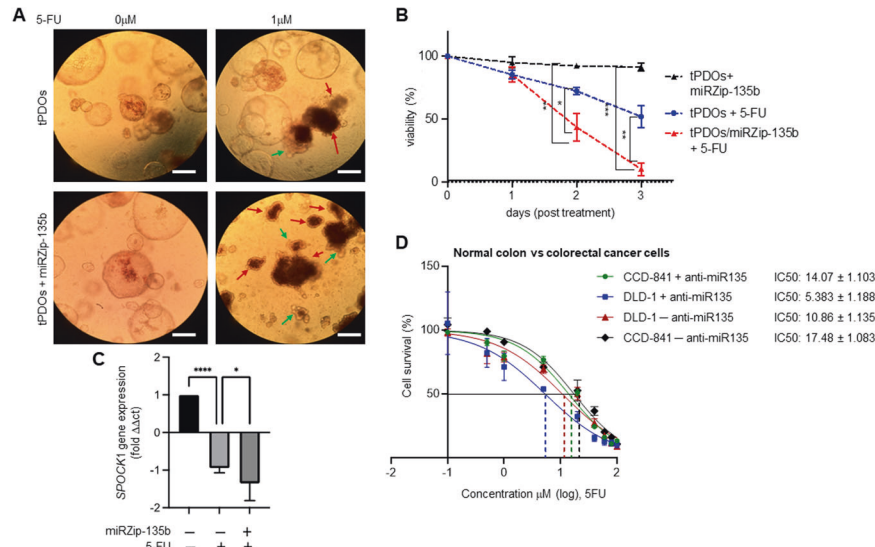 A
5-FU
0μM
1μM
tPDOs
tPDOs + miRZip-135b
B
viability (%)
100
50
0
0
1
2
3
days (post treatment)
***
*
***
**
tPDOs+
miRZip-135b
tPDOs + 5-FU
tPDOs/miRZip-135b
+ 5-FU
C
SPOCK1 gene expression
(fold ΔΔct)
2
1
0
-1
-2
****
*
miRZip-135b — — +
5-FU — + +
D
Normal colon vs colorectal cancer cells
Cell survival (%)
150
100
50
0
-2
-1
0
1
2
Concentration μM (log), 5FU
CCD-841 + anti-miR135 IC50: 14.07 ± 1.103
DLD-1 + anti-miR135 IC50: 5.383 ± 1.188
DLD-1 — anti-miR135 IC50: 10.86 ± 1.135
CCD-841 — anti-miR135 IC50: 17.48 ± 1.083